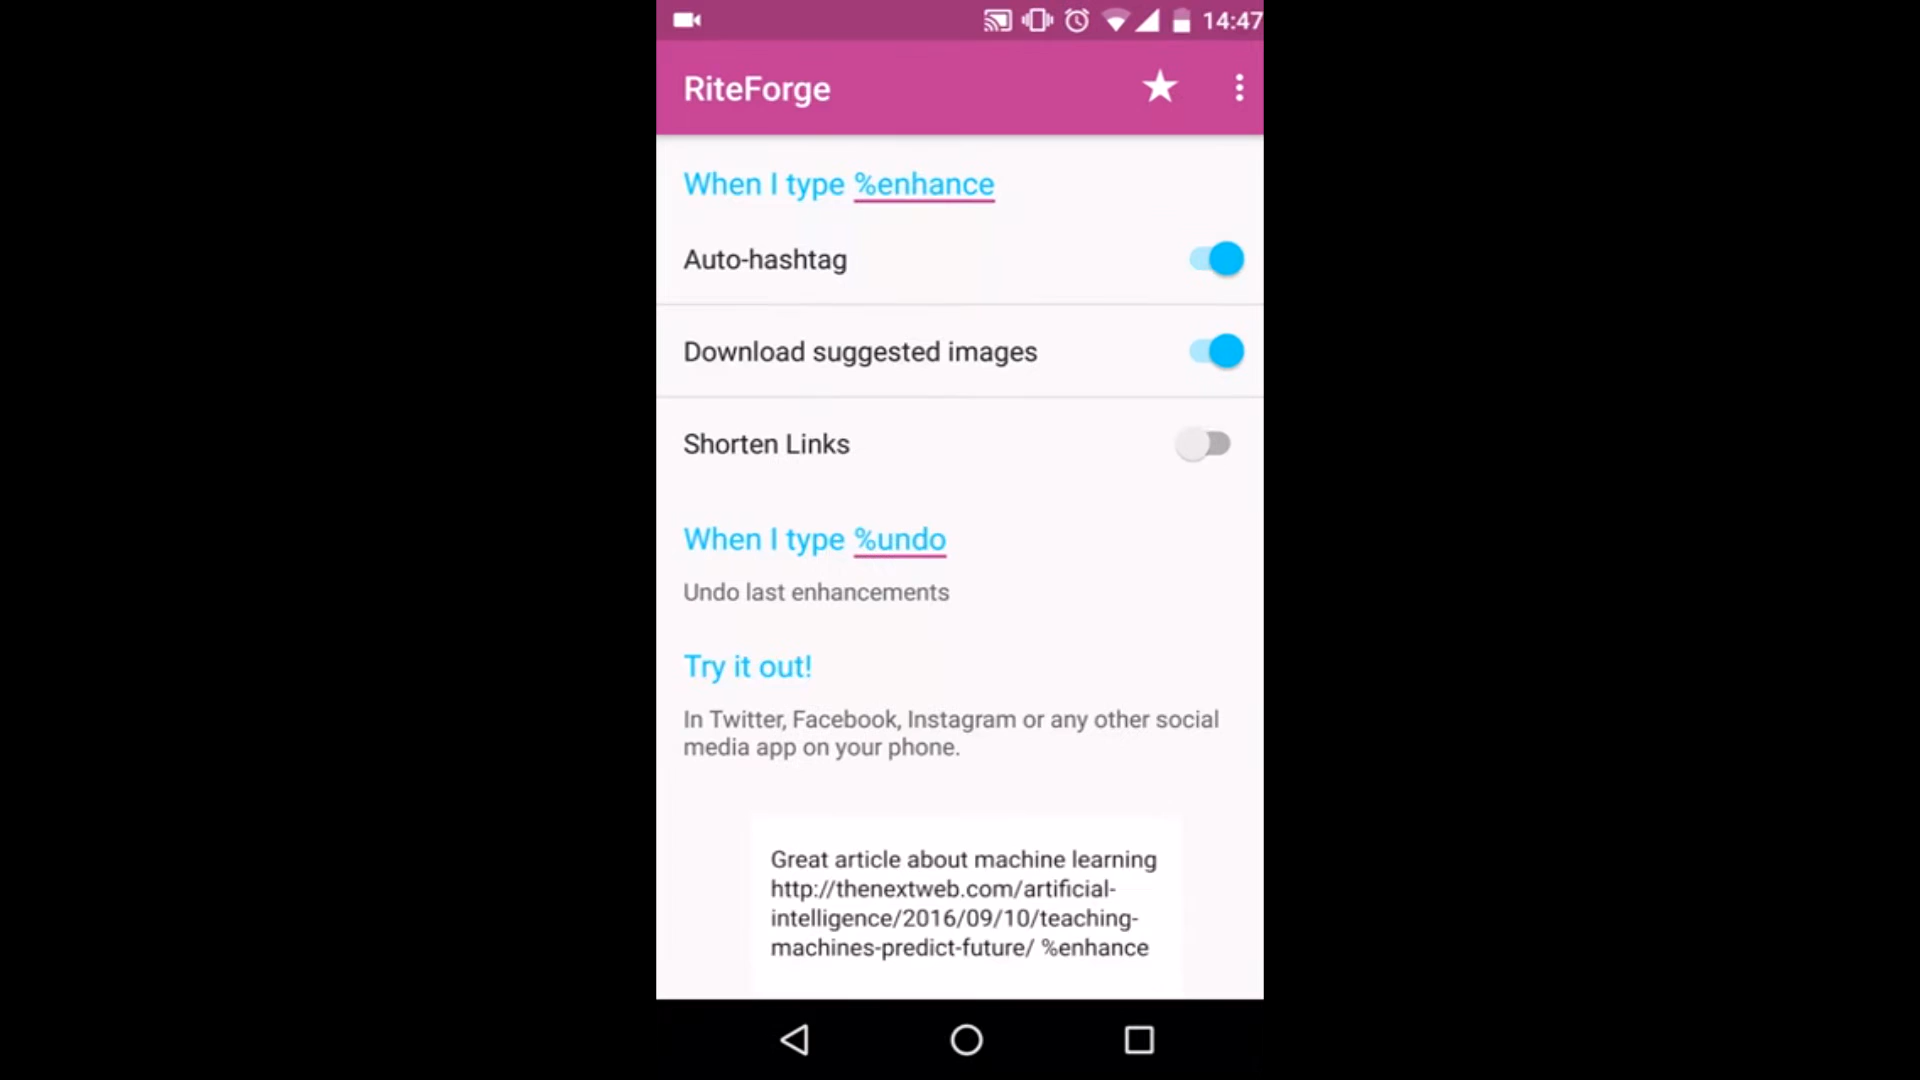 14:47
RiteForge
When I type %enhance
Auto-hashtag
Download suggested images
Shorten Links
When I type %undo
Undo last enhancements
Try it out!
In Twitter, Facebook, Instagram or any other social
media app on your phone.
Great article about machine learning
http://thenextweb.com/artificial-
intelligence/2016/09/10/teaching-
machines-predict-future/ %enhance